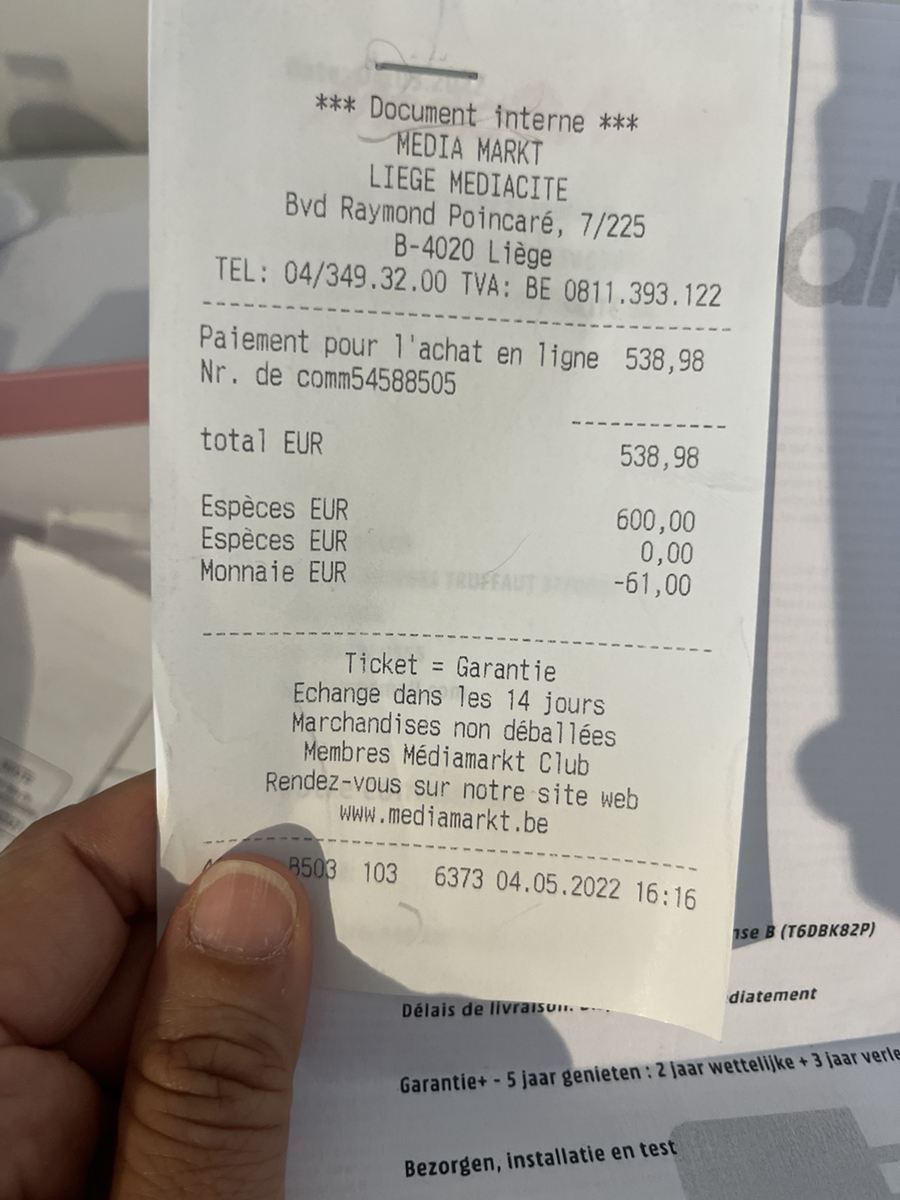 *** Document interne ***
MEDIA MARKT
LIEGE MEDIACITE
Bvd Raymond Poincaré, 7/225
B-4020 Liège
TEL: 04/349.32.00 TVA: BE 0811.393.122
Paiement pour l'achat en ligne 538,98
Nr. de comm54588505
total EUR 538,98
Espèces EUR 600,00
Espèces EUR 0,00
Monnaie EUR -61,00
Ticket = Garantie
Echange dans les 14 jours
Marchandises non déballées
Membres Médiamarkt Club
Rendez-vous sur notre site web
www.mediamarkt.be
B503 103 6373 04.05.2022 16:16
B (T6DBK82P)
Délais de livraison:
Garantie+ - 5 jaar genieten : 2 jaar wettelijke + 3 jaar
Bezorgen, installatie en test